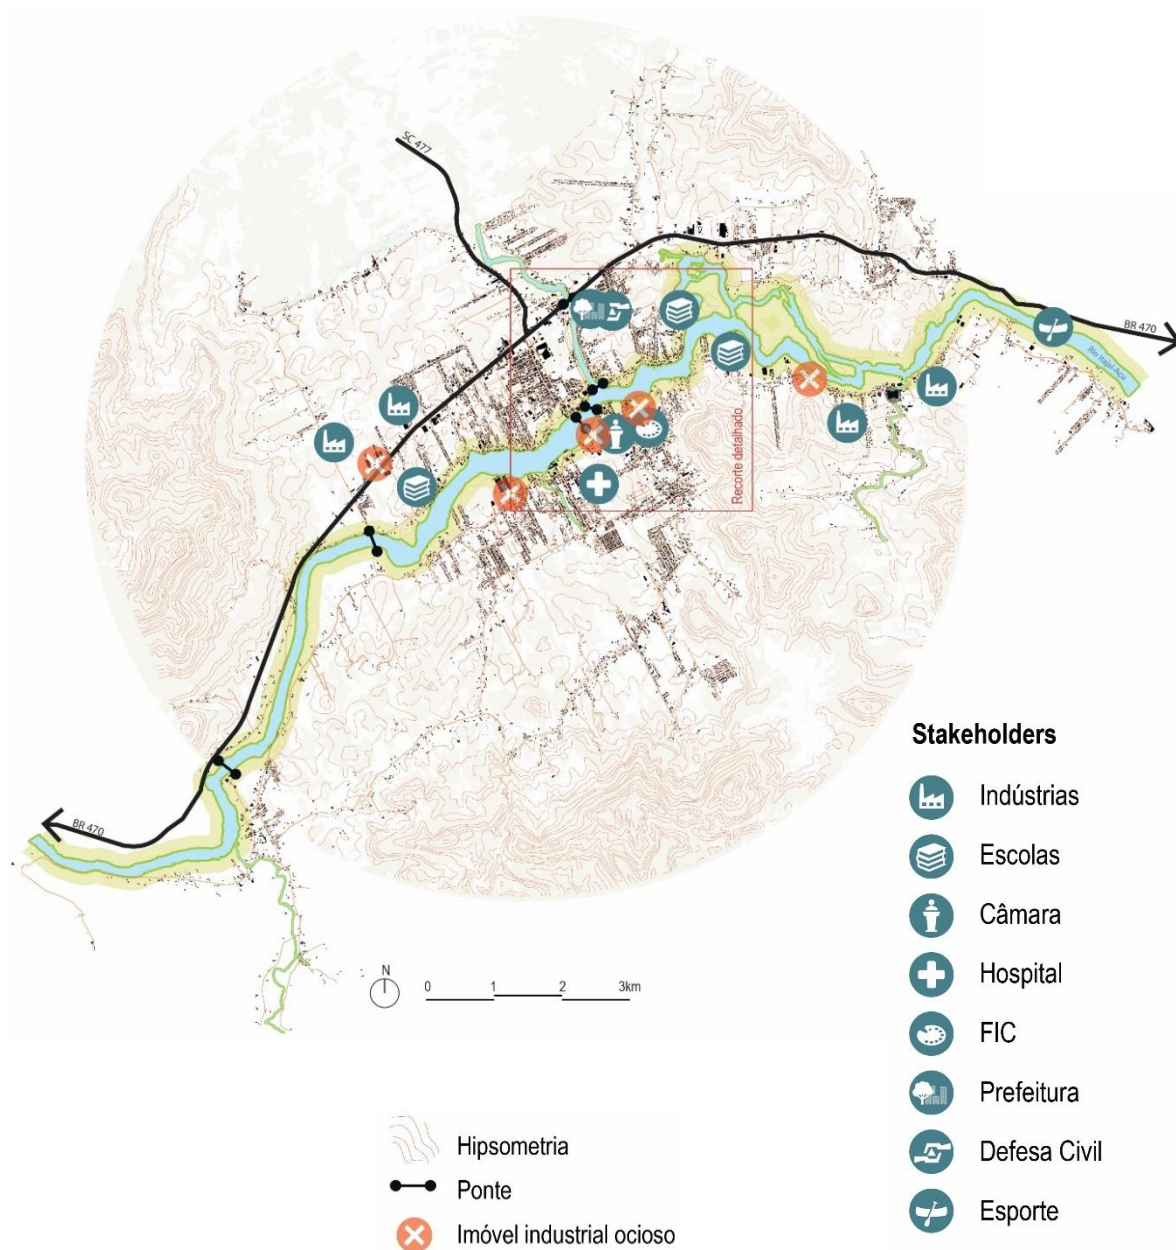 SC 477
BR 470
Rio Itajaí-Açu
Recorte detalhado
BR 470
N
0 1 2 3km
Stakeholders
Indústrias
Escolas
Câmara
Hospital
FIC
Prefeitura
Defesa Civil
Esporte
Hipsometria
Ponte
Imóvel industrial ocioso